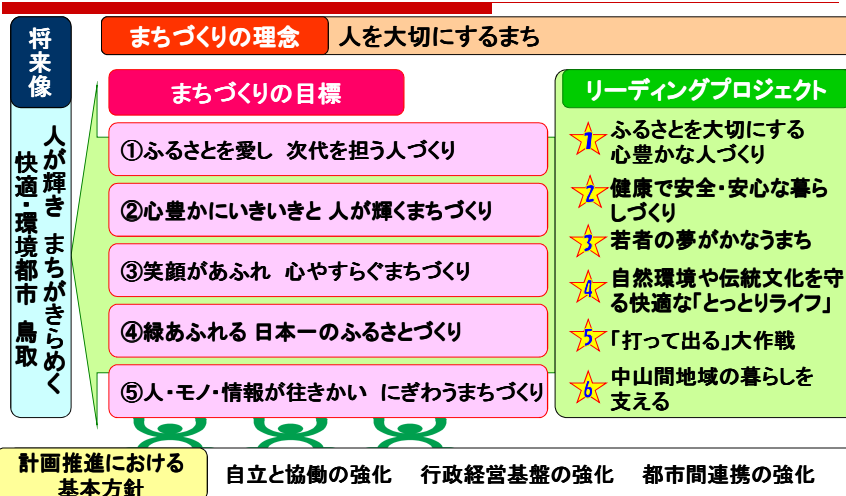 将来像
人が輝き まちがきらめく
快適・環境都市 鳥取
まちづくりの理念
人を大切にするまち
まちづくりの目標
①ふるさとを愛し 次代を担う人づくり
②心豊かにいきいきと 人が輝くまちづくり
③笑顔があふれ 心やすらぐまちづくり
④緑あふれる 日本一のふるさとづくり
⑤人・モノ・情報が往きかい にぎわうまちづくり
リーディングプロジェクト
1 ふるさとを大切にする
心豊かな人づくり
2 健康で安全・安心な暮ら
しづくり
3 若者の夢がかなうまち
4 自然環境や伝統文化を守
る快適な「とっとりライフ」
5 「打って出る」大作戦
6 中山間地域の暮らしを
支える
計画推進における
基本方針
自立と協働の強化 行政経営基盤の強化 都市間連携の強化